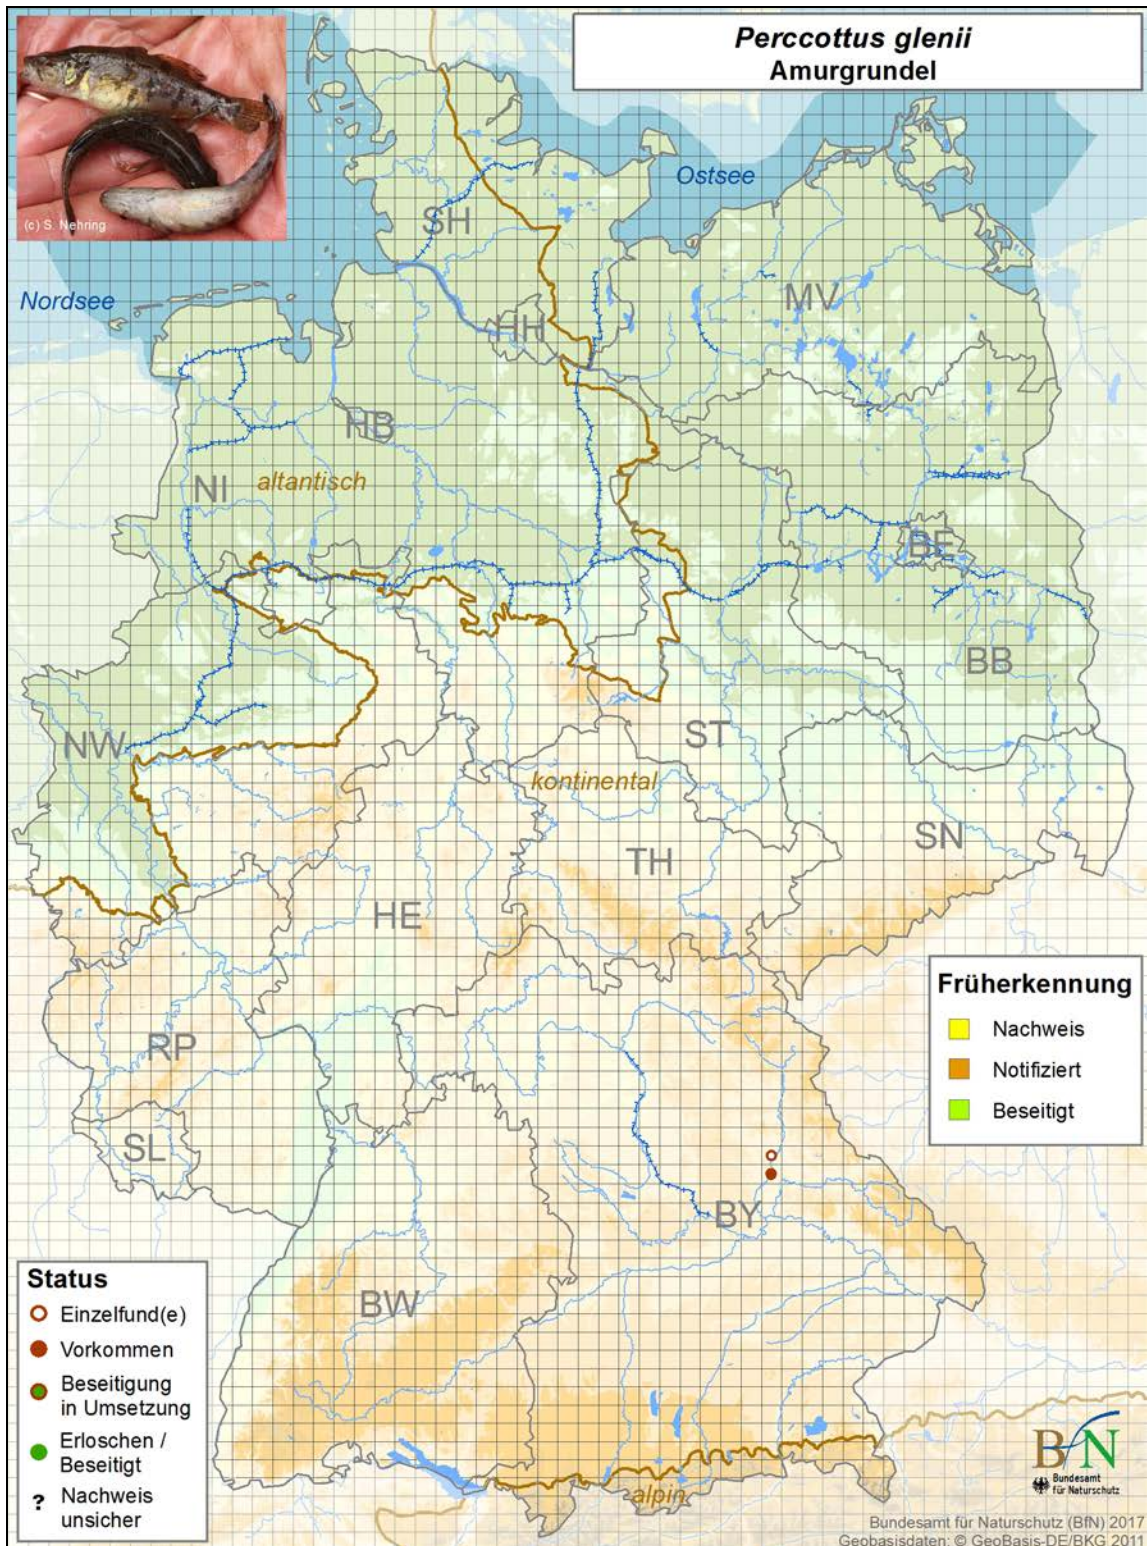 Perccottus glenii
Amurgrundel
(c) S. Nehring
Ostsee
Nordsee
SH
MV
HH
HB
NI
altantisch
BE
BB
NW
ST
kontinental
SN
TH
HE
Früherkennung
Nachweis
Notifiziert
Beseitigt
RP
SL
BY
BW
Status
Einzelfund(e)
Vorkommen
Beseitigung
in Umsetzung
Erloschen /
Beseitigt
? Nachweis
unsicher
alpin
BfN
Bundesamt
für Naturschutz
Bundesamt für Naturschutz (BfN) 2017
Geobasisdaten: © GeoBasis-DE/BKG 2011